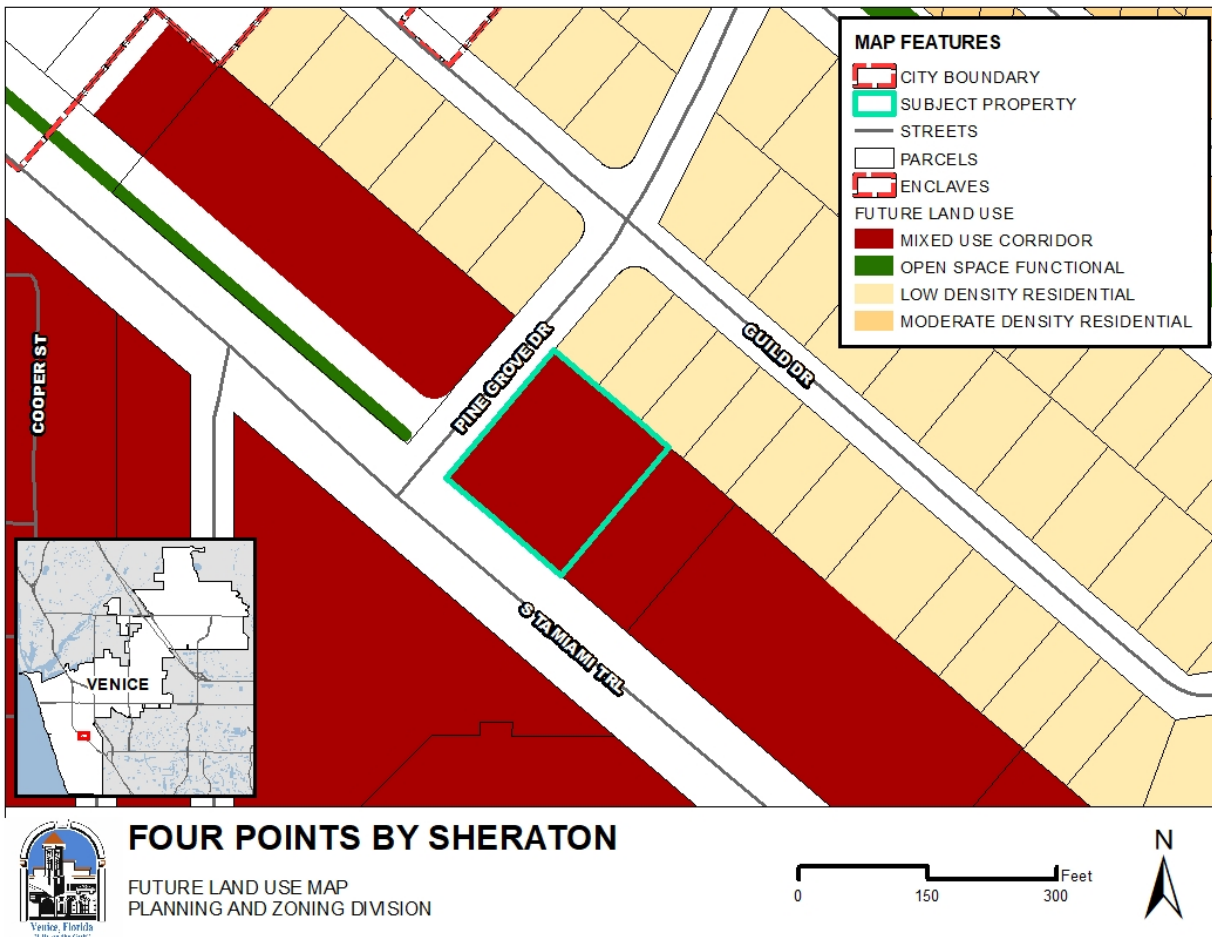 MAP FEATURES
CITY BOUNDARY
SUBJECT PROPERTY
STREETS
PARCELS
ENCLAVES
FUTURE LAND USE
MIXED USE CORRIDOR
OPEN SPACE FUNCTIONAL
LOW DENSITY RESIDENTIAL
MODERATE DENSITY RESIDENTIAL
COOPER ST
PINE GROVE DR
GUILD DR
S TAMIAMI TRL
VENICE
FOUR POINTS BY SHERATON
FUTURE LAND USE MAP
PLANNING AND ZONING DIVISION
Venice, Florida
Feet
0 150 300
N